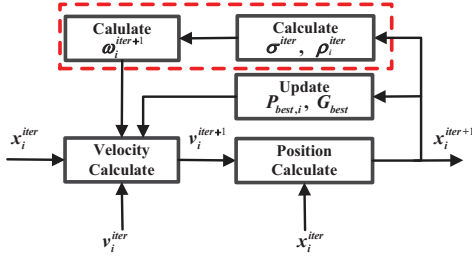 Calulate
ω_i^{iter+1}
Calculate
σ^{iter}, ρ_i^{iter}
Update
P_{best,i}, G_{best}
x_i^{iter}
Velocity
Calculate
v_i^{iter+1}
Position
Calculate
x_i^{iter+1}
v_i^{iter}
x_i^{iter}